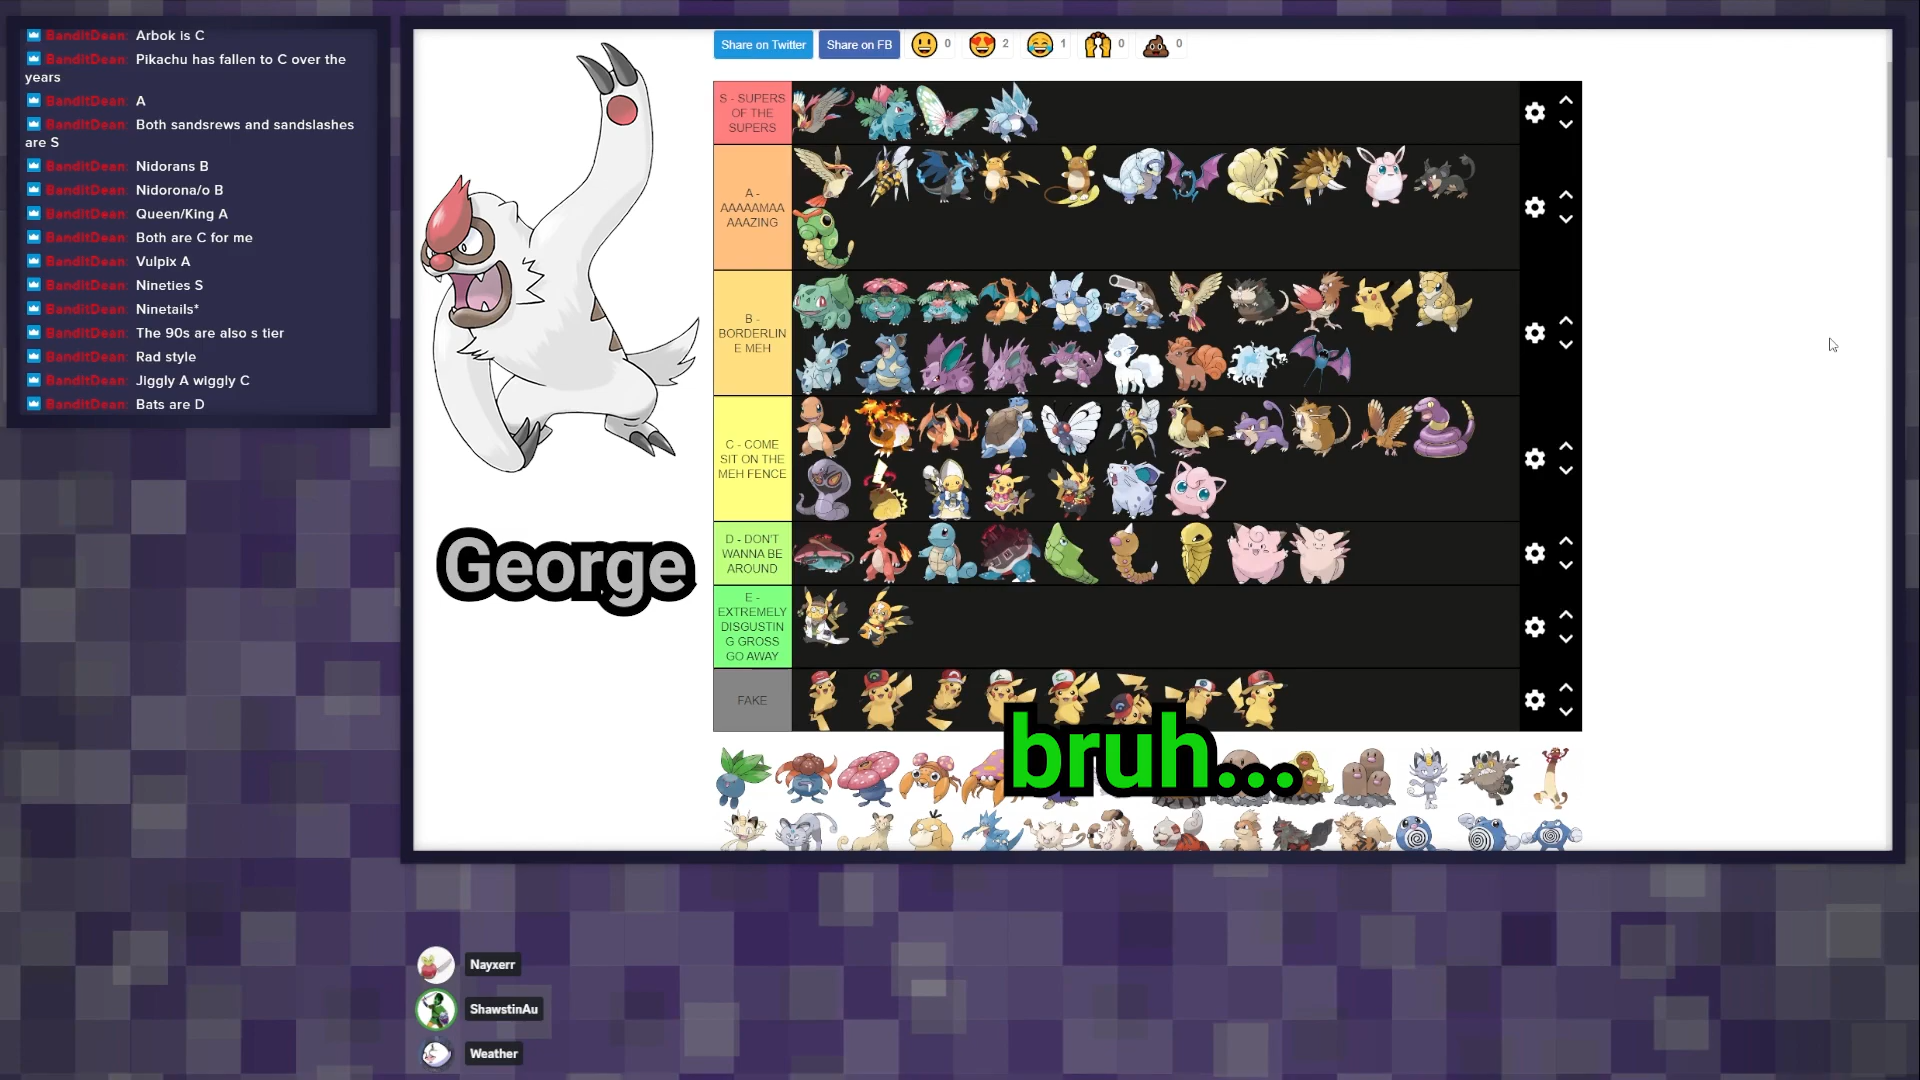 BanditDean: Arbok is C
BanditDean: Pikachu has fallen to C over the
years
BanditDean: A
BanditDean: Both sandsrews and sandslashes
are S
BanditDean: Nidorans B
BanditDean: Nidorona/o B
BanditDean: Queen/King A
BanditDean: Both are C for me
BanditDean: Vulpix A
BanditDean: Nineties S
BanditDean: Ninetails*
BanditDean: The 90s are also s tier
BanditDean: Rad style
BanditDean: Jiggly A wiggly C
BanditDean: Bats are D
George
Share on Twitter
Share on FB
0
2
1
0
0
S - SUPERS
OF THE
SUPERS
A -
AAAAAMAA
AAAZING
B -
BORDERLIN
E MEH
C - COME
SIT ON THE
MEH FENCE
D - DON'T
WANNA BE
AROUND
E -
EXTREMELY
DISGUSTIN
G GROSS
GO AWAY
FAKE
bruh...
Nayxerr
ShawstinAu
Weather